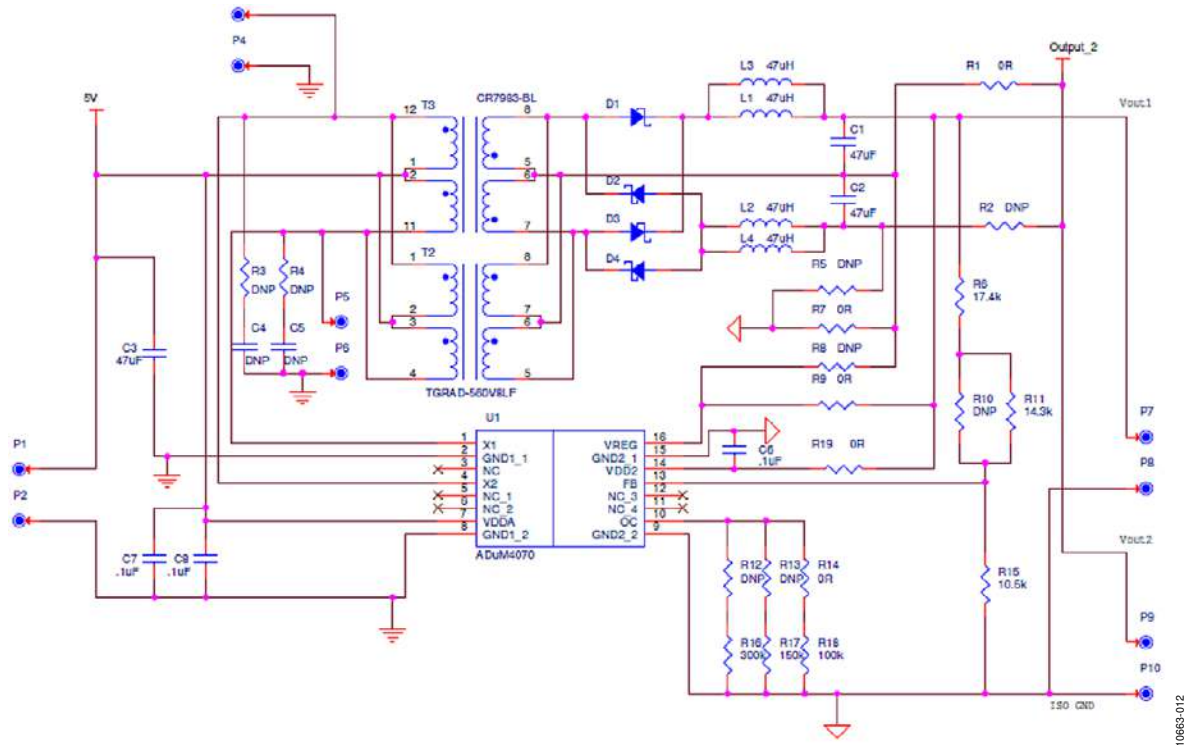 P4
Output_2
L3 47uH
R1 0R
5V
CR7983-BL
Vout1
12 T3
8
D1
L1 47uH
C1
47uF
1
2
5
6
D2
C2
47uF
L2 47uH
R2 DNP
D3
11
7
L4 47uH
T2
1
8
D4
R5 DNP
R3
DNP
R4
DNP
P5
R6
17.4k
2
3
7
6
R7 0R
C4
DNP
C5
DNP
P6
R8 DNP
C3
47uF
4
5
R9 0R
TGRAD-560V8LF
R10
DNP
R11
14.3k
U1
P7
P1
1 X1
2 GND1_1
3 NC
4 X2
5 NC_1
6 NC_2
7 VDDA
8 GND1_2
VREG 16
GND2_1 15
VDD2 14
FB 13
NC_3 12
NC_4 11
OC 10
GND2_2 9
C6
.1uF
R19 0R
P8
P2
ADuM4070
Vout2
C7
.1uF
C8
.1uF
R12
DNP
R13
DNP
R14
0R
R15
10.5k
P9
R16
300k
R17
150k
R18
100k
P10
ISO GND
10663-012